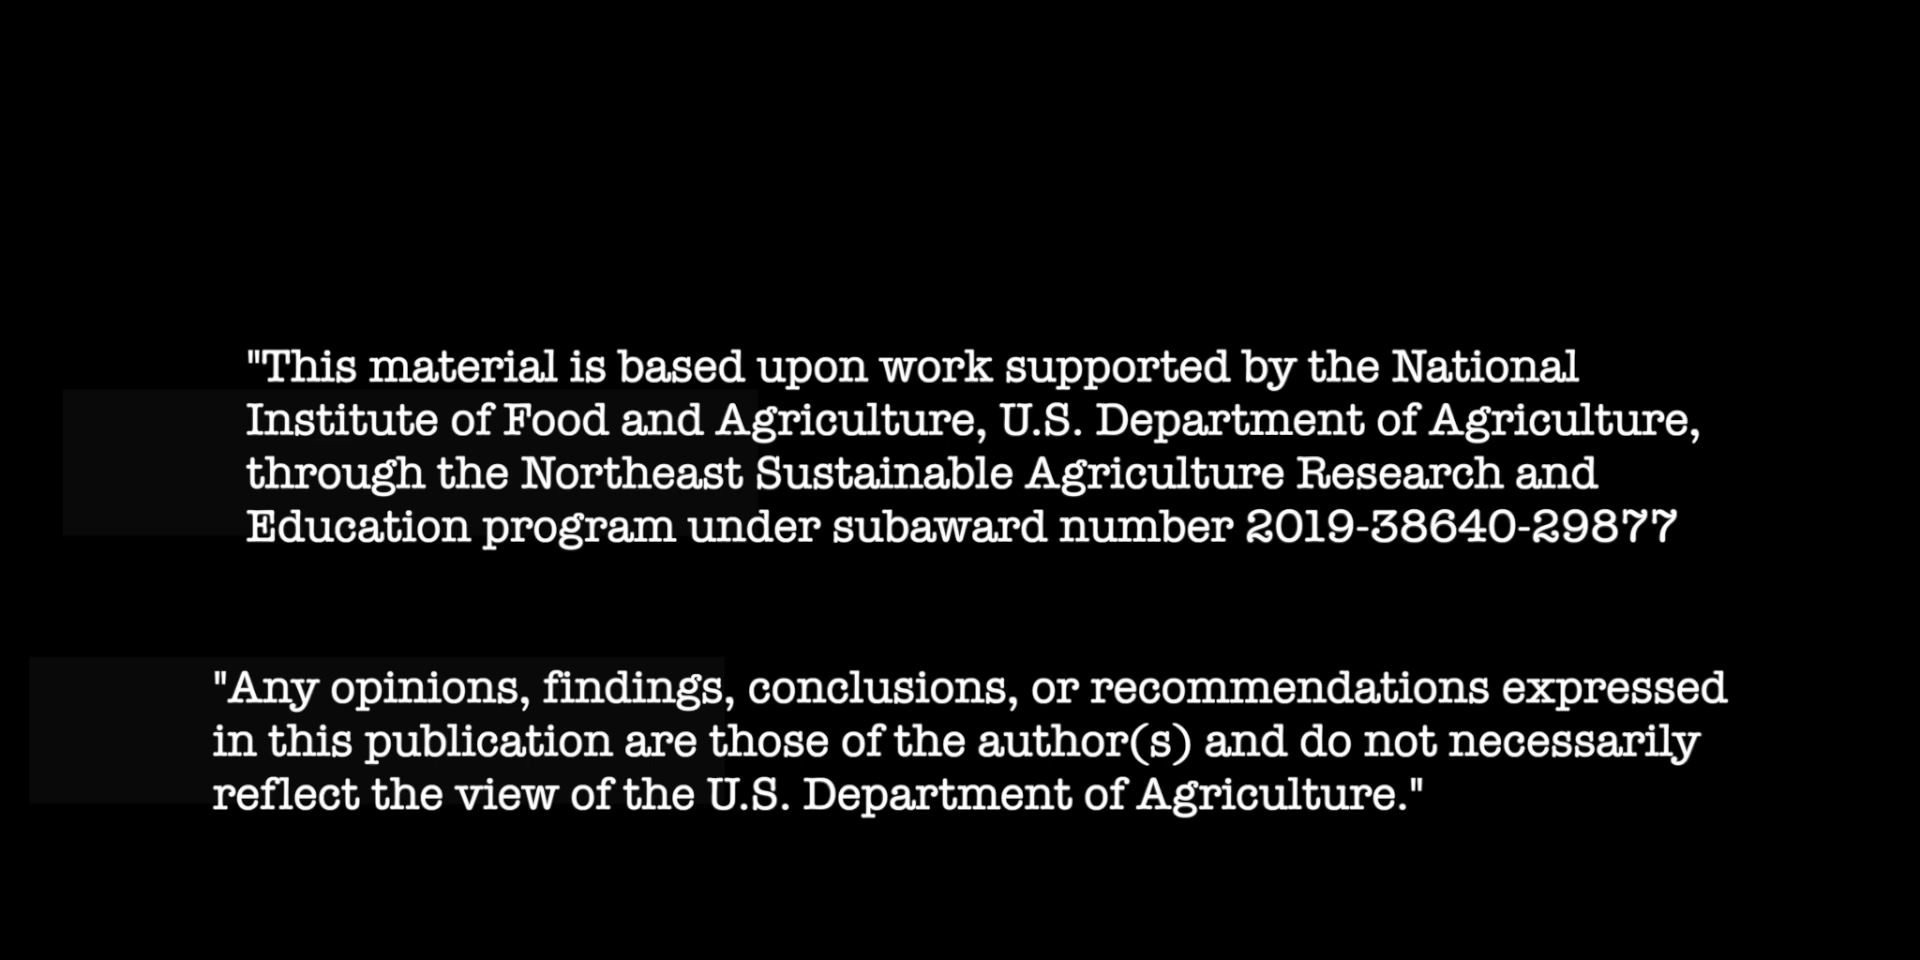 "This material is based upon work supported by the National
Institute of Food and Agriculture, U.S. Department of Agriculture,
through the Northeast Sustainable Agriculture Research and
Education program under subaward number 2019-38640-29877
"Any opinions, findings, conclusions, or recommendations expressed
in this publication are those of the author(s) and do not necessarily
reflect the view of the U.S. Department of Agriculture."